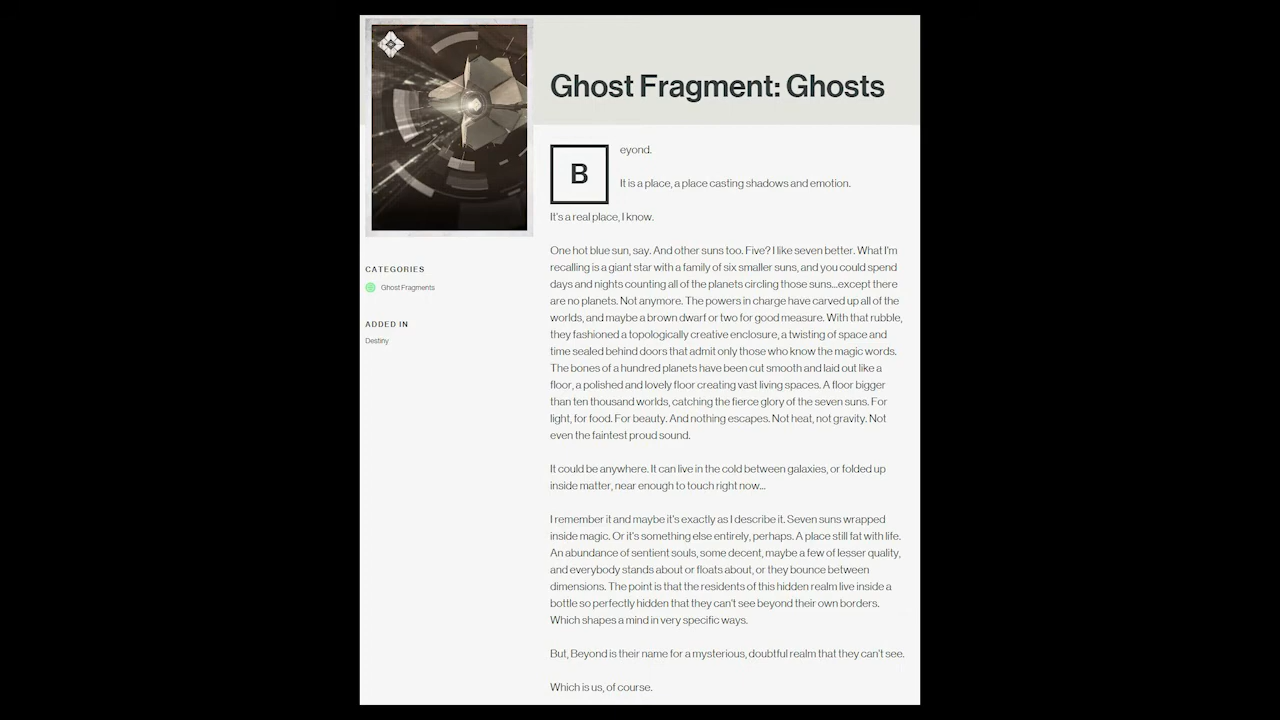 Ghost Fragment: Ghosts
B
eyond.
It is a place, a place casting shadows and emotion.
It's a real place, I know.
One hot blue sun, say. And other suns too. Five? I like seven better. What I'm
recalling is a giant star with a family of six smaller suns, and you could spend
days and nights counting all of the planets circling those suns...except there
are no planets. Not anymore. The powers in charge have carved up all of the
worlds, and maybe a brown dwarf or two for good measure. With that rubble,
they fashioned a topologically creative enclosure, a twisting of space and
time sealed behind doors that admit only those who know the magic words.
The bones of a hundred planets have been cut smooth and laid out like a
floor, a polished and lovely floor creating vast living spaces. A floor bigger
than ten thousand worlds, catching the fierce glory of the seven suns. For
light, for food. For beauty. And nothing escapes. Not heat, not gravity. Not
even the faintest proud sound.
It could be anywhere. It can live in the cold between galaxies, or folded up
inside matter, near enough to touch right now...
I remember it and maybe it's exactly as I describe it. Seven suns wrapped
inside magic. Or it's something else entirely, perhaps. A place still fat with life.
An abundance of sentient souls, some decent, maybe a few of lesser quality,
and everybody stands about or floats about, or they bounce between
dimensions. The point is that the residents of this hidden realm live inside a
bottle so perfectly hidden that they can't see beyond their own borders.
Which shapes a mind in very specific ways.
But, Beyond is their name for a mysterious, doubtful realm that they can't see.
Which is us, of course.
CATEGORIES
Ghost Fragments
ADDED IN
Destiny